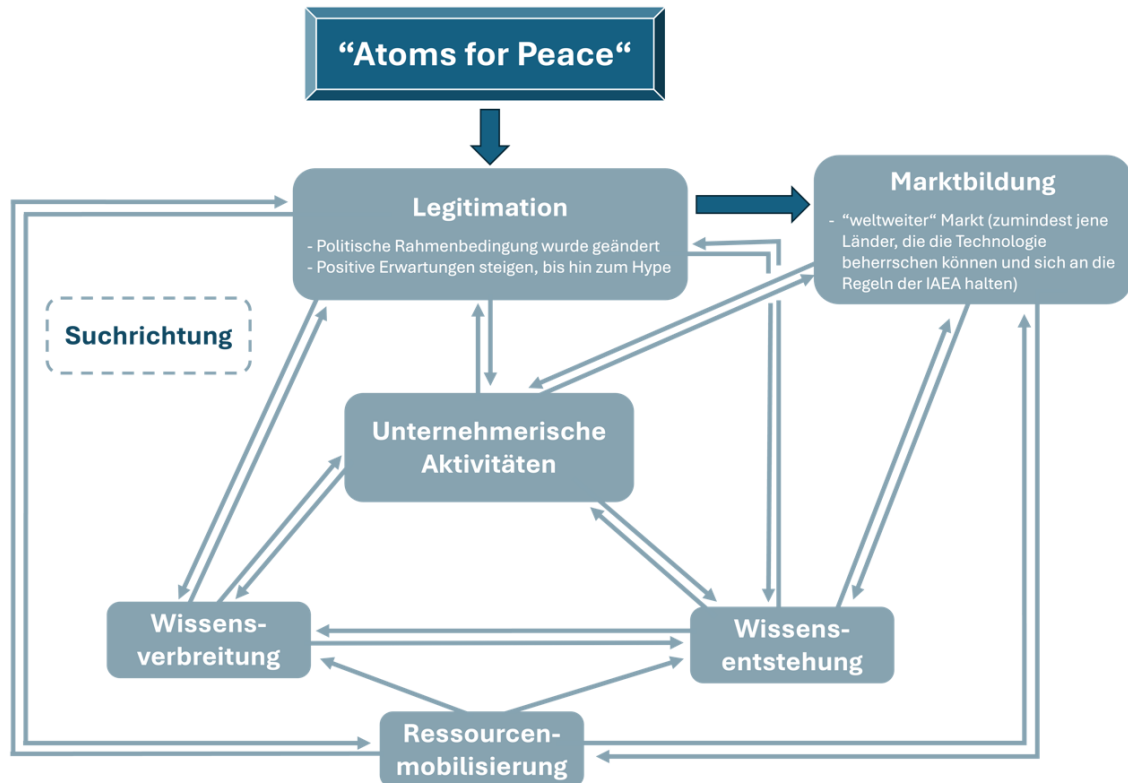 “Atoms for Peace“
Legitimation
- Politische Rahmenbedingung wurde geändert
- Positive Erwartungen steigen, bis hin zum Hype
Marktbildung
- “weltweiter“ Markt (zumindest jene
Länder, die die Technologie
beherrschen können und sich an die
Regeln der IAEA halten)
Suchrichtung
Unternehmerische
Aktivitäten
Wissens-
verbreitung
Wissens-
entstehung
Ressourcen-
mobilisierung